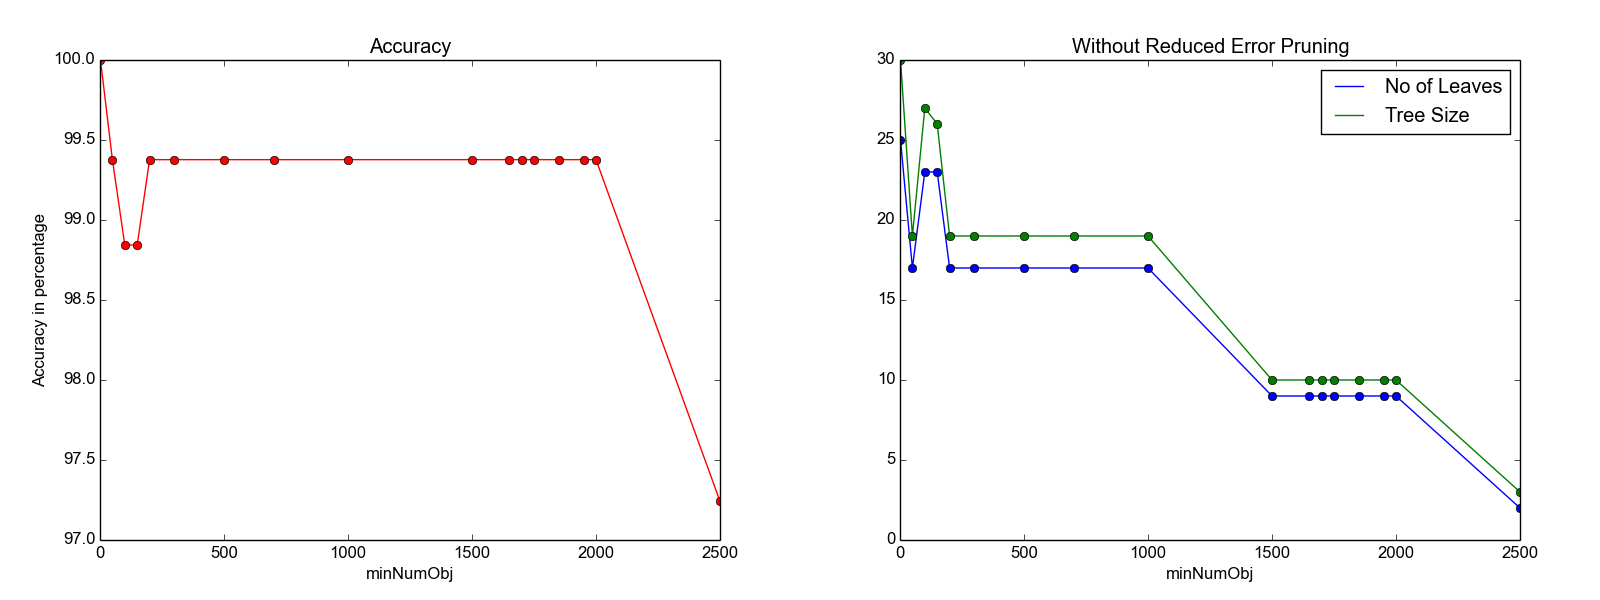 Accuracy
100.0
99.5
99.0
98.5
98.0
97.5
97.0
Accuracy in percentage
0 500 1000 1500 2000 2500
minNumObj
Without Reduced Error Pruning
30
25
20
15
10
5
0
No of Leaves
Tree Size
0 500 1000 1500 2000 2500
minNumObj